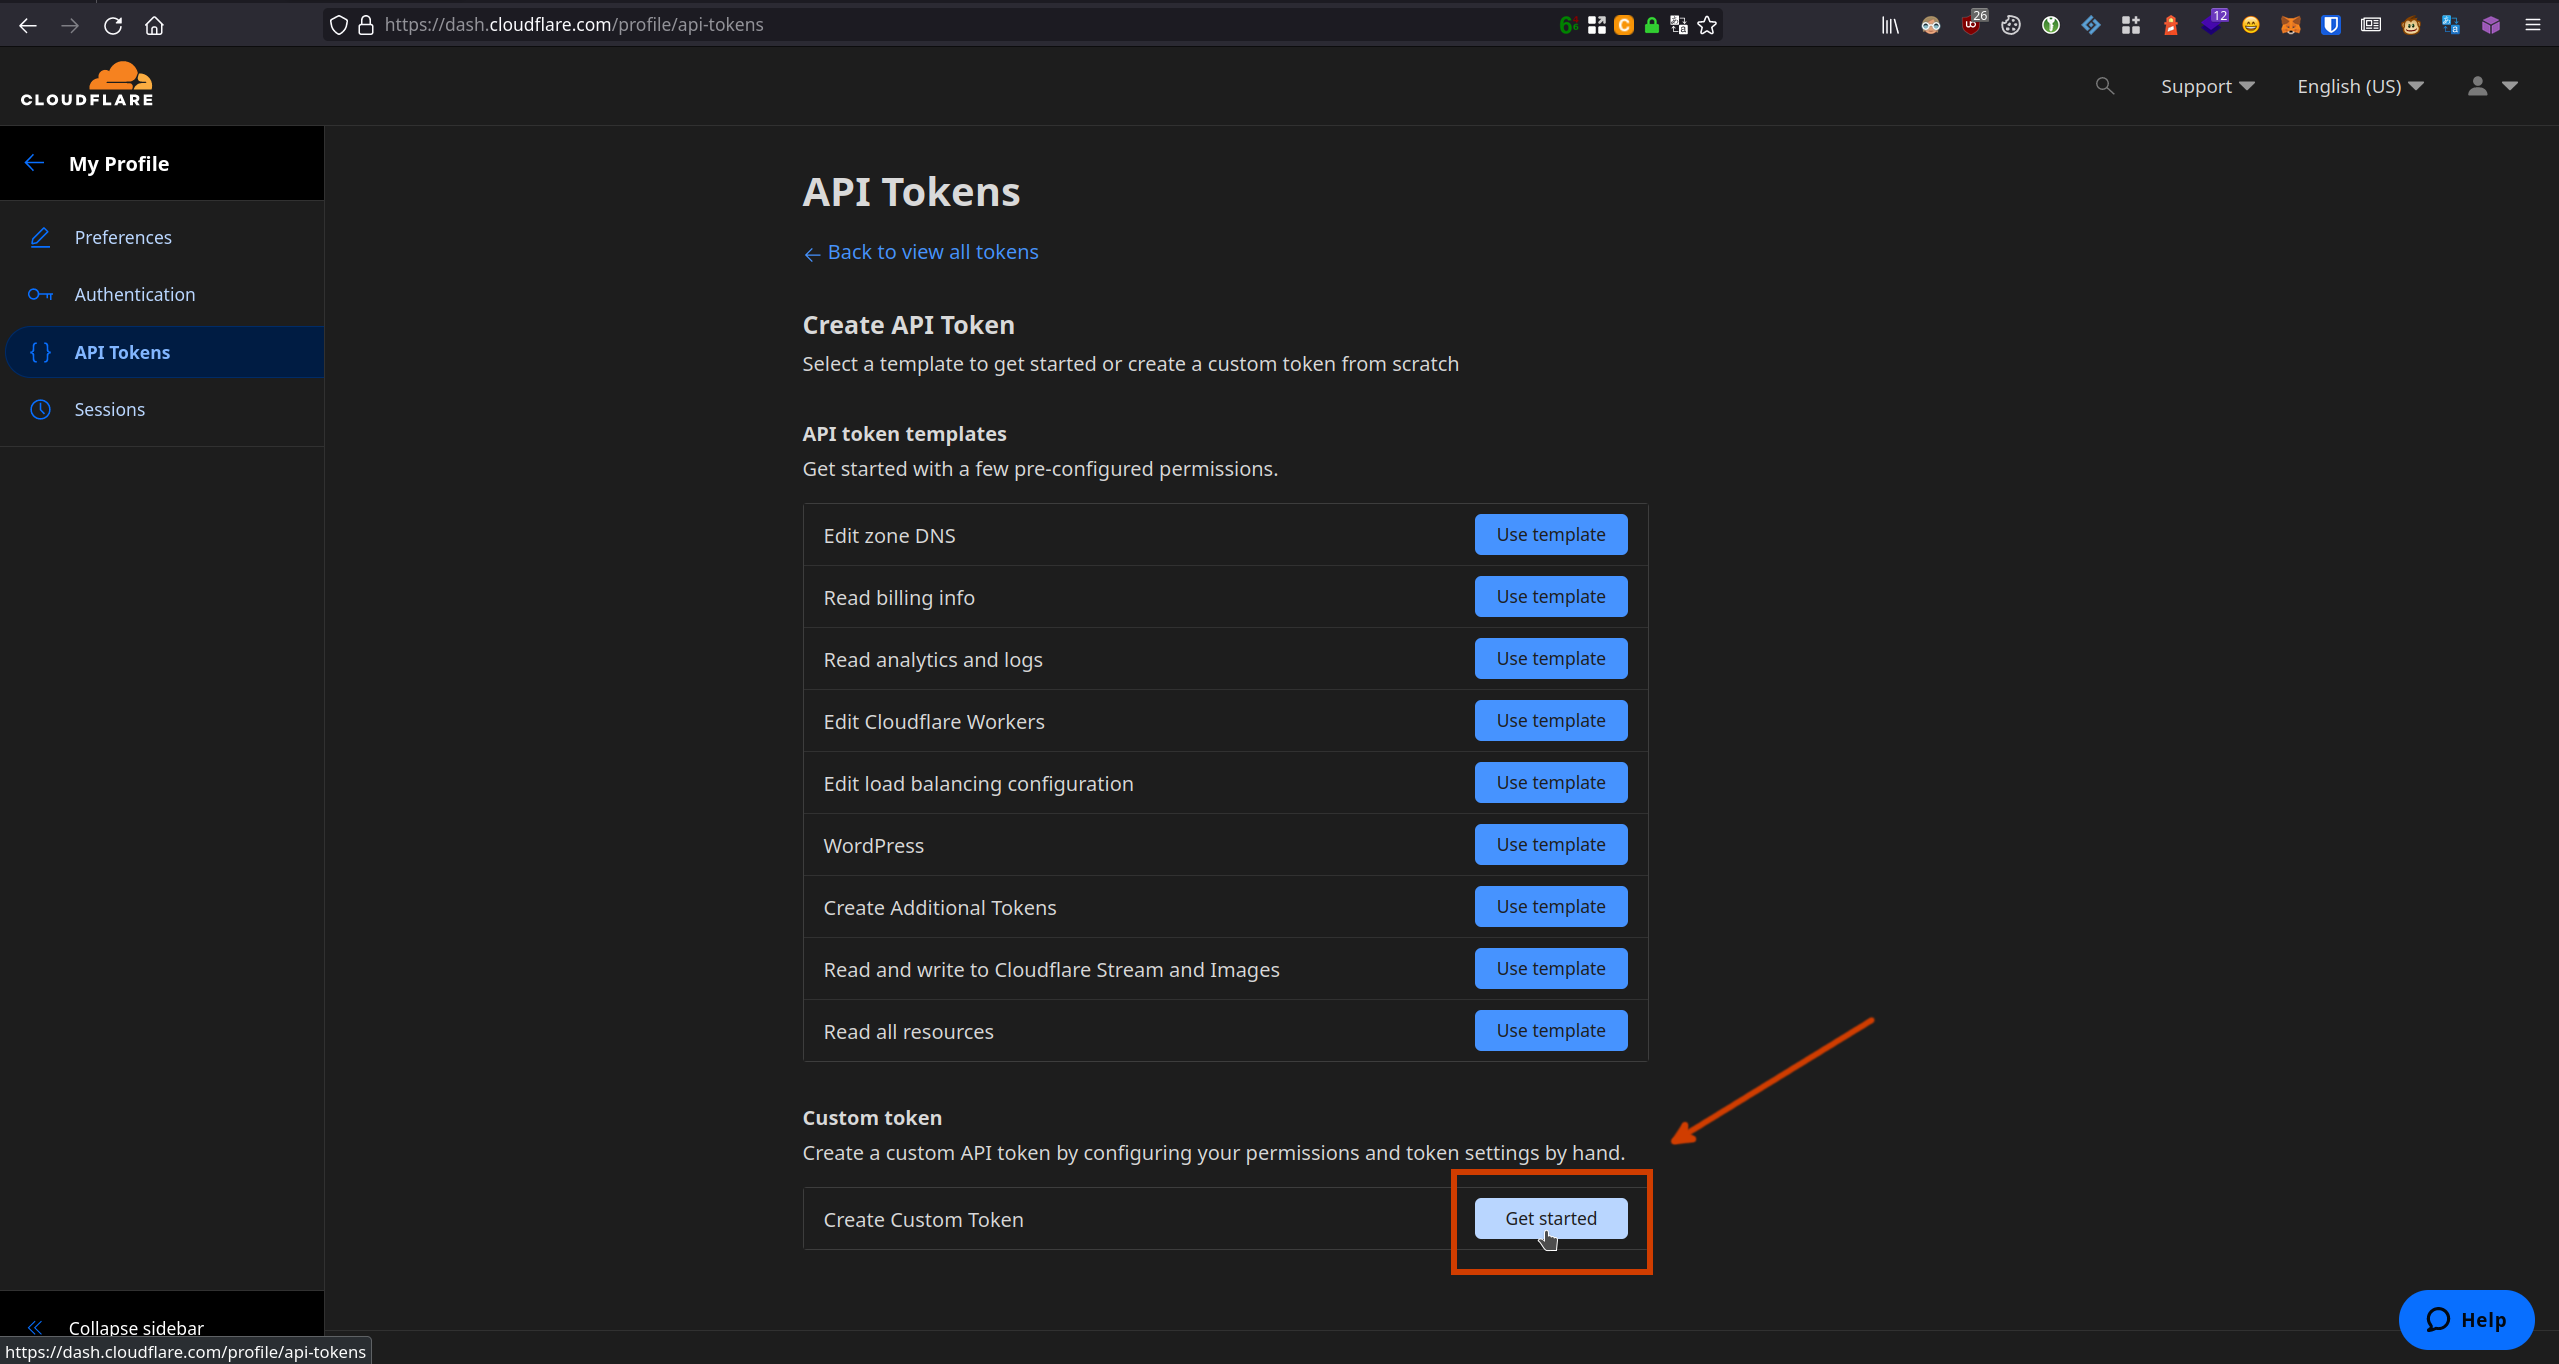 https://dash.cloudflare.com/profile/api-tokens
26
12
CLOUDFLARE
Support
English (US)
My Profile
Preferences
Authentication
API Tokens
Sessions
API Tokens
← Back to view all tokens
Create API Token
Select a template to get started or create a custom token from scratch
API token templates
Get started with a few pre-configured permissions.
Edit zone DNS Use template
Read billing info Use template
Read analytics and logs Use template
Edit Cloudflare Workers Use template
Edit load balancing configuration Use template
WordPress Use template
Create Additional Tokens Use template
Read and write to Cloudflare Stream and Images Use template
Read all resources Use template
Custom token
Create a custom API token by configuring your permissions and token settings by hand.
Create Custom Token Get started
Help
Collapse sidebar
https://dash.cloudflare.com/profile/api-tokens